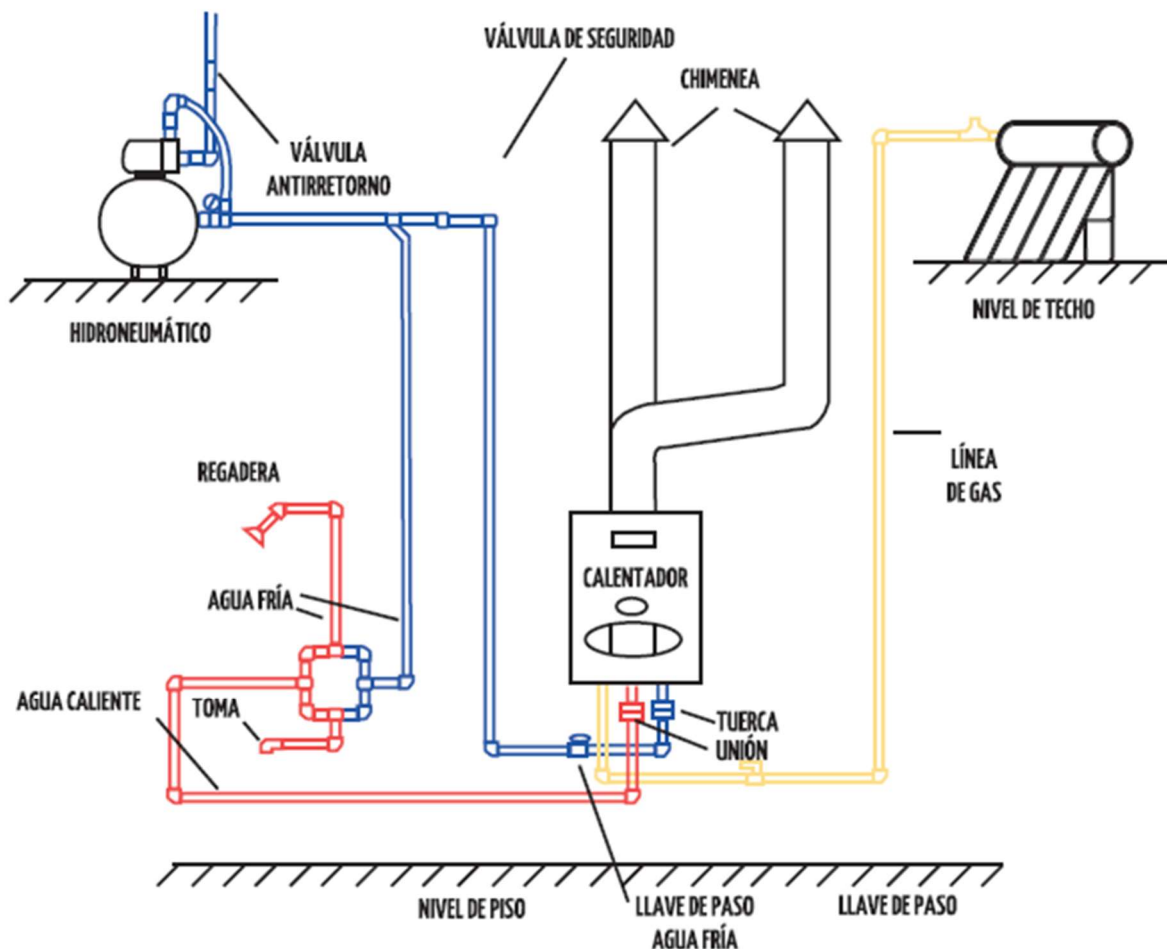 VÁLVULA DE SEGURIDAD
CHIMENEA
VÁLVULA
ANTIRRETORNO
HIDRONEUMÁTICO
NIVEL DE TECHO
LÍNEA
DE GAS
REGADERA
CALENTADOR
AGUA FRÍA
AGUA CALIENTE
TOMA
TUERCA
UNIÓN
NIVEL DE PISO
LLAVE DE PASO
AGUA FRÍA
LLAVE DE PASO